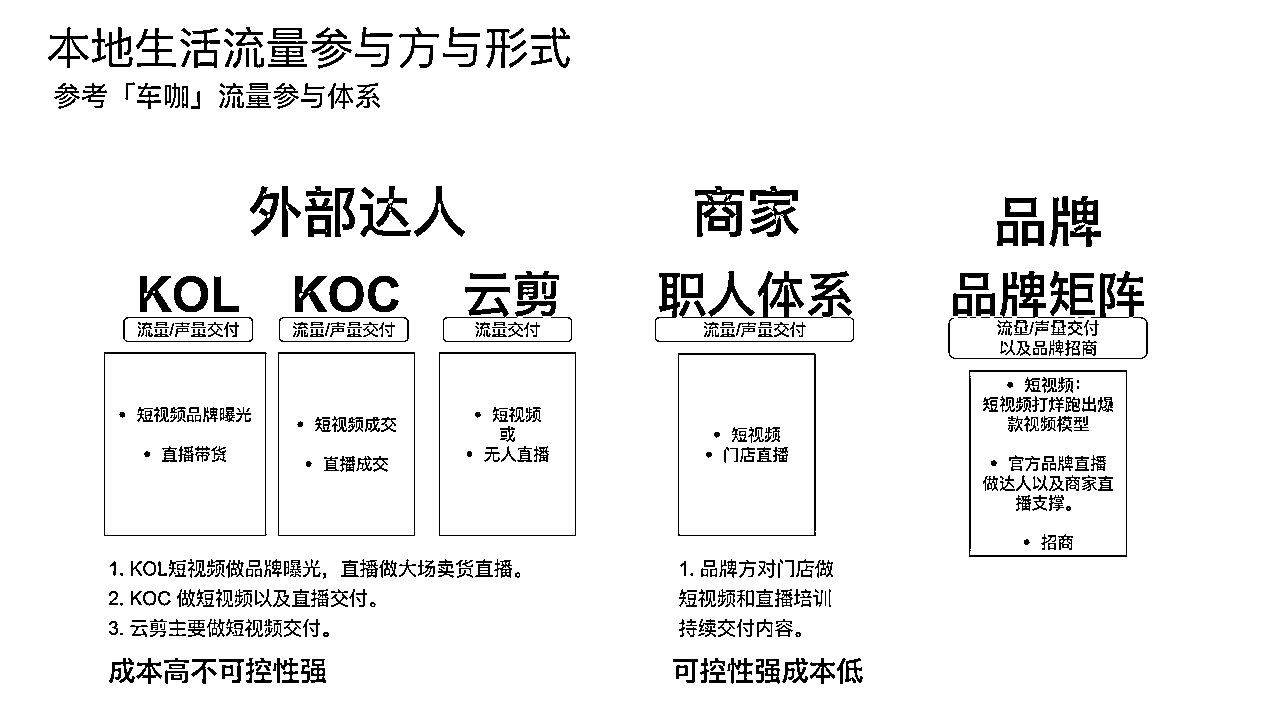 本地生活流量参与方与形式
参考「车咖」流量参与体系
外部达人
KOL
流量/声量交付
• 短视频品牌曝光
• 直播带货
KOC
流量/声量交付
• 短视频成交
• 直播成交
云剪
流量交付
• 短视频
或
• 无人直播
1. KOL短视频做品牌曝光，直播做大场卖货直播。
2. KOC 做短视频以及直播交付。
3. 云剪主要做短视频交付。
成本高不可控性强
商家
职人体系
流量/声量交付
• 短视频
• 门店直播
1. 品牌方对门店做
短视频和直播培训
持续交付内容。
可控性强成本低
品牌
品牌矩阵
流量/声量交付
以及品牌招商
• 短视频：
短视频打样跑出爆
款视频模型
• 官方品牌直播
做达人以及商家直
播支撑。
• 招商